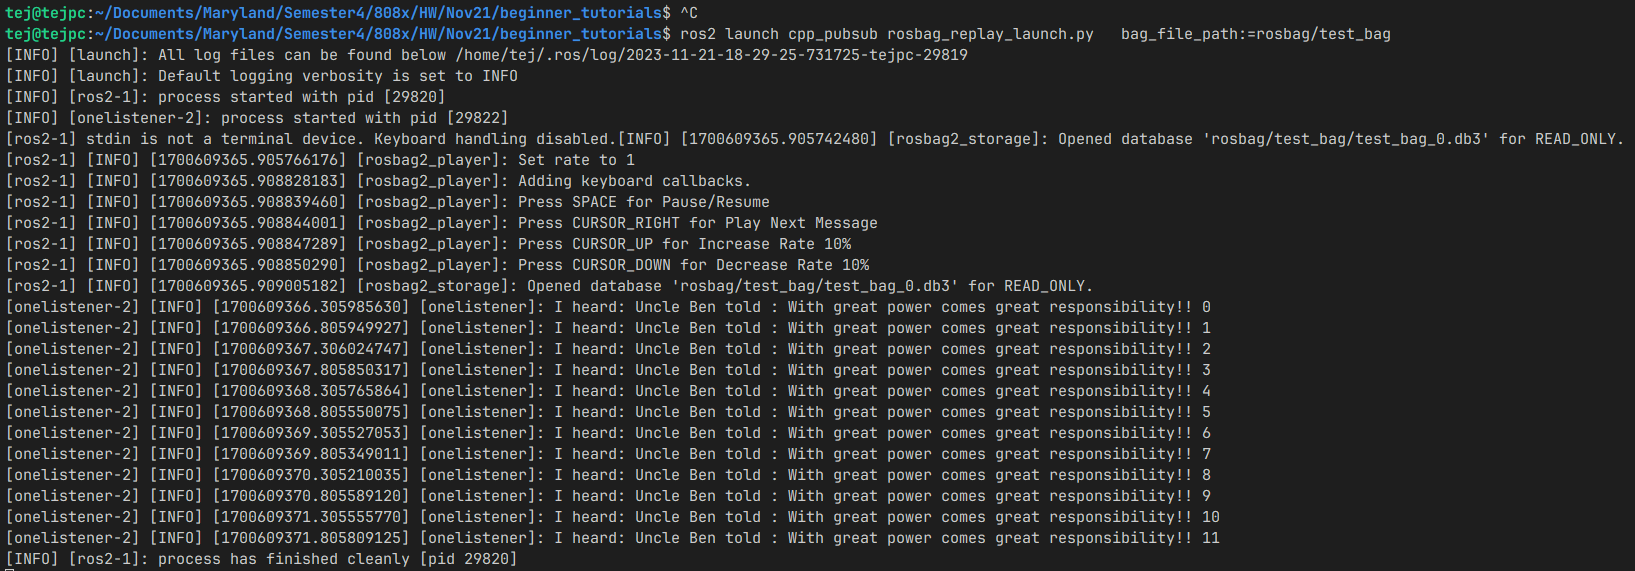 tej@tejpc:~/Documents/Maryland/Semester4/808x/HW/Nov21/beginner_tutorials$ ^C
tej@tejpc:~/Documents/Maryland/Semester4/808x/HW/Nov21/beginner_tutorials$ ros2 launch cpp_pubsub rosbag_replay_launch.py   bag_file_path:=rosbag/test_bag
[INFO] [launch]: All log files can be found below /home/tej/.ros/log/2023-11-21-18-29-25-731725-tejpc-29819
[INFO] [launch]: Default logging verbosity is set to INFO
[INFO] [ros2-1]: process started with pid [29820]
[INFO] [onelistener-2]: process started with pid [29822]
[ros2-1] stdin is not a terminal device. Keyboard handling disabled.[INFO] [1700609365.905742480] [rosbag2_storage]: Opened database 'rosbag/test_bag/test_bag_0.db3' for READ_ONLY.
[ros2-1] [INFO] [1700609365.905766176] [rosbag2_player]: Set rate to 1
[ros2-1] [INFO] [1700609365.908828183] [rosbag2_player]: Adding keyboard callbacks.
[ros2-1] [INFO] [1700609365.908839460] [rosbag2_player]: Press SPACE for Pause/Resume
[ros2-1] [INFO] [1700609365.908844001] [rosbag2_player]: Press CURSOR_RIGHT for Play Next Message
[ros2-1] [INFO] [1700609365.908847289] [rosbag2_player]: Press CURSOR_UP for Increase Rate 10%
[ros2-1] [INFO] [1700609365.908850290] [rosbag2_player]: Press CURSOR_DOWN for Decrease Rate 10%
[ros2-1] [INFO] [1700609365.909005182] [rosbag2_storage]: Opened database 'rosbag/test_bag/test_bag_0.db3' for READ_ONLY.
[onelistener-2] [INFO] [1700609366.305985630] [onelistener]: I heard: Uncle Ben told : With great power comes great responsibility!! 0
[onelistener-2] [INFO] [1700609366.805949927] [onelistener]: I heard: Uncle Ben told : With great power comes great responsibility!! 1
[onelistener-2] [INFO] [1700609367.306024747] [onelistener]: I heard: Uncle Ben told : With great power comes great responsibility!! 2
[onelistener-2] [INFO] [1700609367.805850317] [onelistener]: I heard: Uncle Ben told : With great power comes great responsibility!! 3
[onelistener-2] [INFO] [1700609368.305765864] [onelistener]: I heard: Uncle Ben told : With great power comes great responsibility!! 4
[onelistener-2] [INFO] [1700609368.805550075] [onelistener]: I heard: Uncle Ben told : With great power comes great responsibility!! 5
[onelistener-2] [INFO] [1700609369.305527053] [onelistener]: I heard: Uncle Ben told : With great power comes great responsibility!! 6
[onelistener-2] [INFO] [1700609369.805349011] [onelistener]: I heard: Uncle Ben told : With great power comes great responsibility!! 7
[onelistener-2] [INFO] [1700609370.305210035] [onelistener]: I heard: Uncle Ben told : With great power comes great responsibility!! 8
[onelistener-2] [INFO] [1700609370.805589120] [onelistener]: I heard: Uncle Ben told : With great power comes great responsibility!! 9
[onelistener-2] [INFO] [1700609371.305555770] [onelistener]: I heard: Uncle Ben told : With great power comes great responsibility!! 10
[onelistener-2] [INFO] [1700609371.805809125] [onelistener]: I heard: Uncle Ben told : With great power comes great responsibility!! 11
[INFO] [ros2-1]: process has finished cleanly [pid 29820]